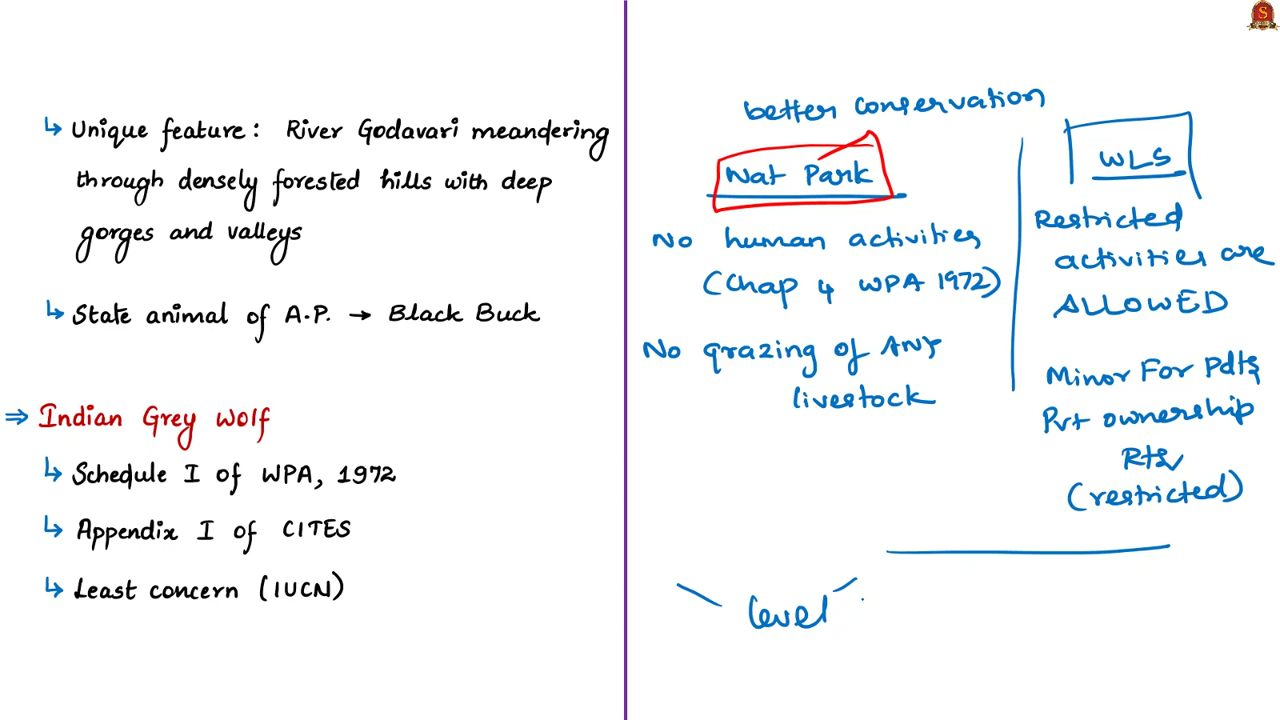 ↳ Unique feature: River Godavari meandering
through densely forested hills with deep
gorges and valleys
↳ State animal of A.P. → Black Buck
⇒ Indian Grey Wolf
↳ Schedule I of WPA, 1972
↳ Appendix I of CITES
↳ Least concern (IUCN)
better conservation
Nat Park
No human activities
(Chap 4 WPA 1972)
No grazing of ANY
livestock
WLS
Restricted
activities are
ALLOWED
Minor For Pdts
Pvt ownership
Rts
(restricted)
level
S